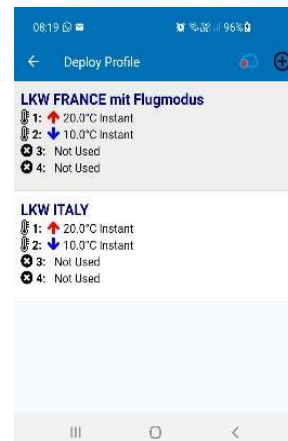 08:19 96%
Deploy Profile
LKW FRANCE mit Flugmodus
1: 20.0°C Instant
2: 10.0°C Instant
3: Not Used
4: Not Used
LKW ITALY
1: 20.0°C Instant
2: 10.0°C Instant
3: Not Used
4: Not Used